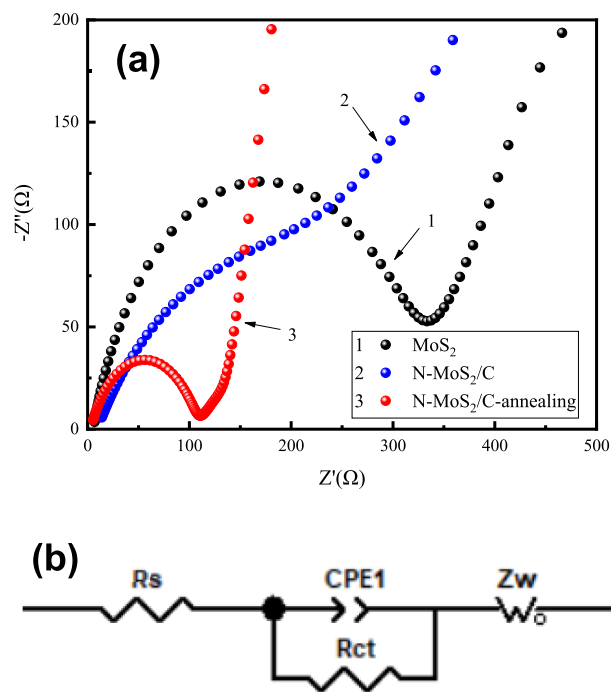 (a)
200
150
100
50
0
-Z"(Ω)
0 100 200 300 400 500
Z'(Ω)
2
1
3
1 MoS₂
2 N-MoS₂/C
3 N-MoS₂/C-annealing
(b)
Rs CPE1 Zw
Rct